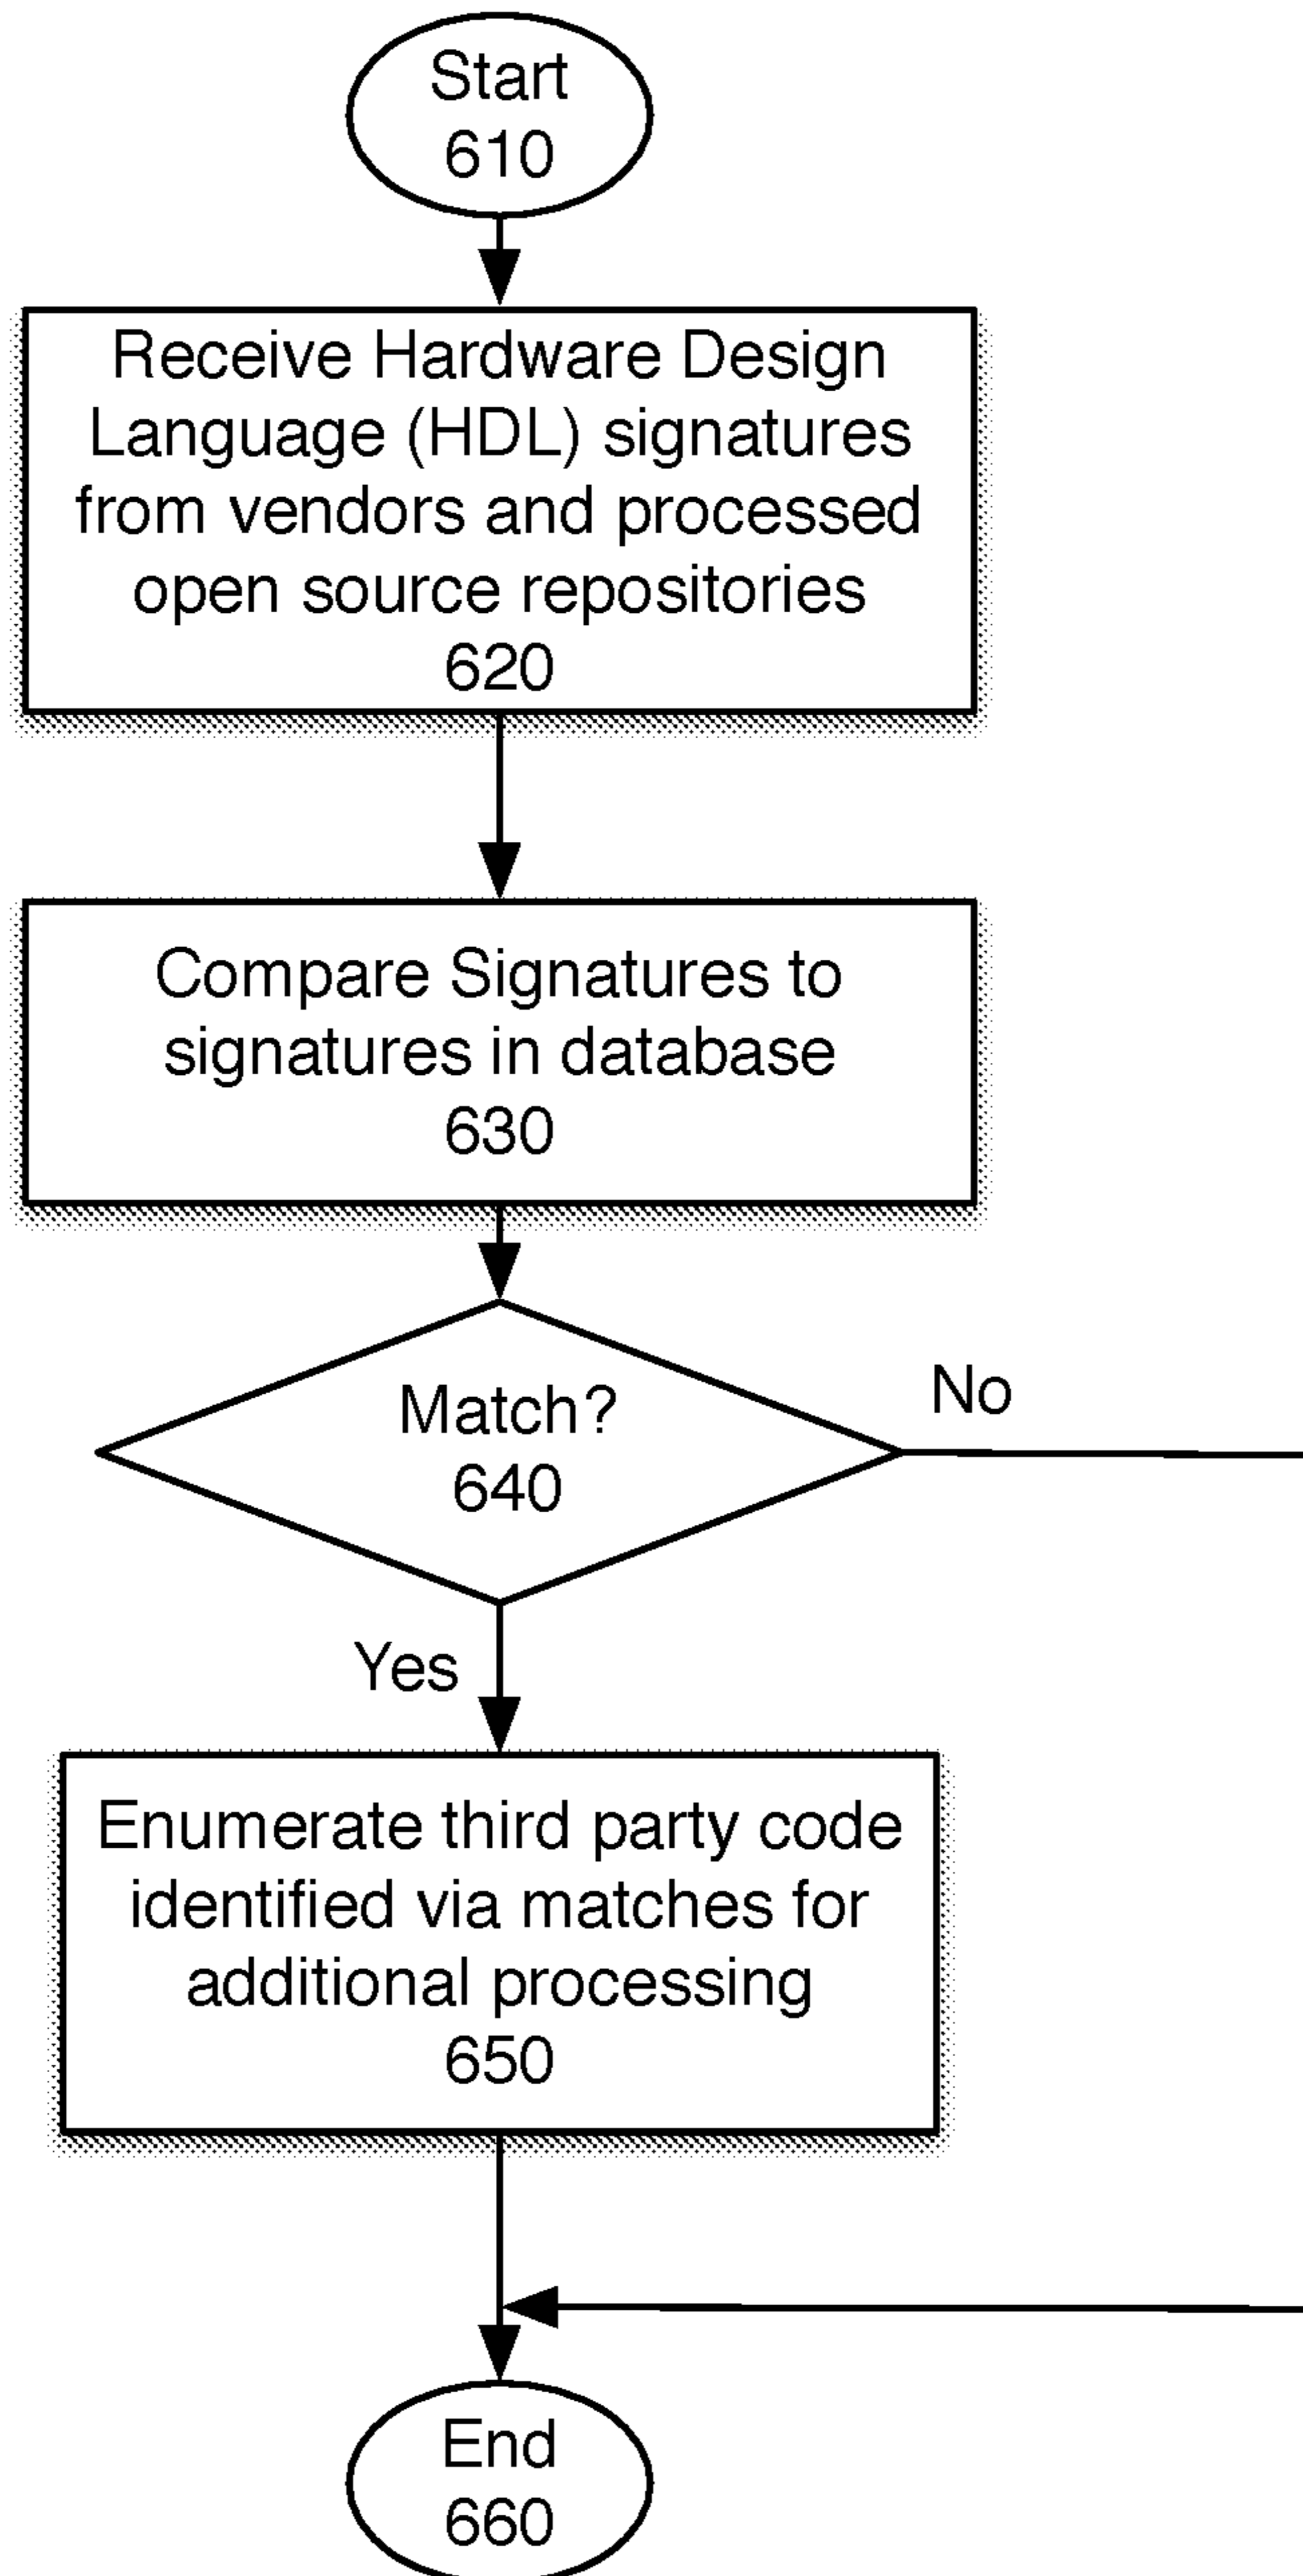 Start
610
Receive Hardware Design
Language (HDL) signatures
from vendors and processed
open source repositories
620
Compare Signatures to
signatures in database
630
Match?
640
No
Yes
Enumerate third party code
identified via matches for
additional processing
650
End
660